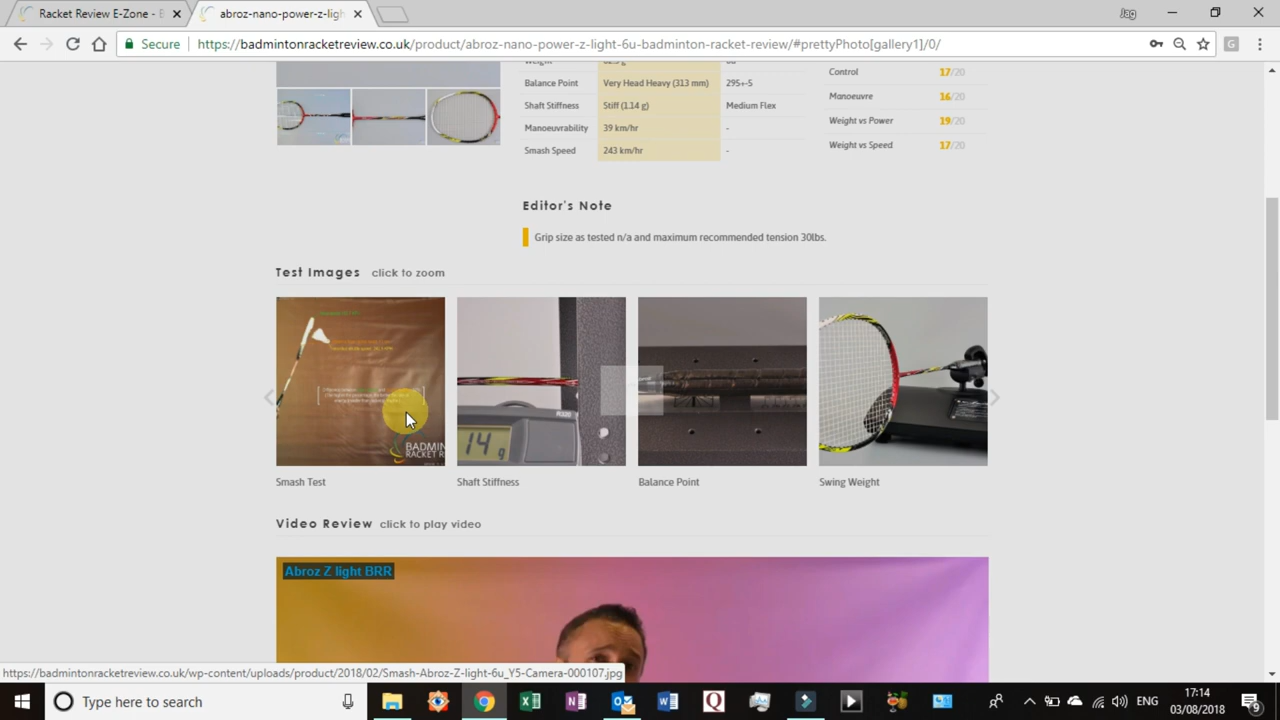 Racket Review E-Zone - B
abroz-nano-power-z-ligh
Jag
Secure
https://badmintonracketreview.co.uk/product/abroz-nano-power-z-light-6u-badminton-racket-review/#prettyPhoto[gallery1]/0/
Balance Point Very Head Heavy (313 mm) 295+-5
Shaft Stiffness Stiff (1.14 g) Medium Flex
Manoeuvrability 39 km/hr -
Smash Speed 243 km/hr -
Control 17/20
Manoeuvre 16/20
Weight vs Power 19/20
Weight vs Speed 17/20
Editor's Note
Grip size as tested n/a and maximum recommended tension 30lbs.
Test Images click to zoom
BADMIN
RACKET R
R320
14 g
Smash Test
Shaft Stiffness
Balance Point
Swing Weight
Video Review click to play video
Abroz Z light BRR
https://badmintonracketreview.co.uk/wp-content/uploads/product/2018/02/Smash-Abroz-Z-light-6u_Y5-Camera-000107.jpg
Type here to search
ENG
17:14
03/08/2018
9